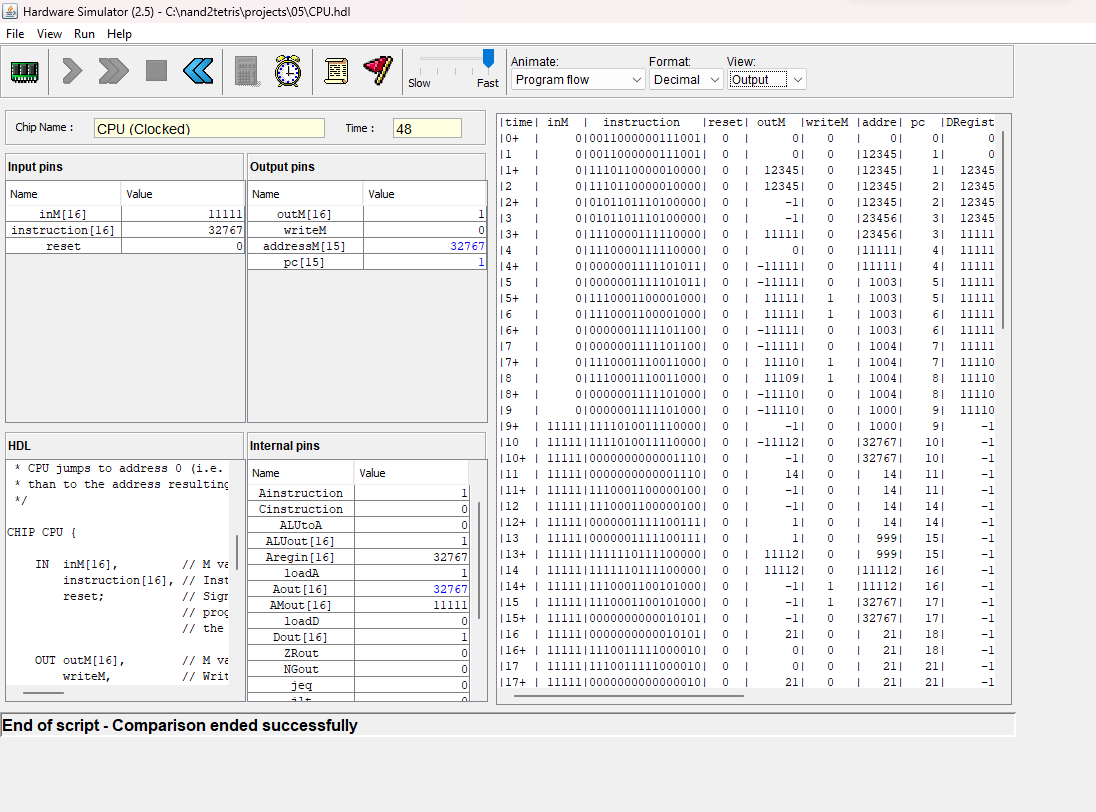 Hardware Simulator (2.5) - C:\nand2tetris\projects\05\CPU.hdl
File View Run Help
Slow Fast
Animate: Format: View:
Program flow Decimal Output
Chip Name : CPU (Clocked) Time : 48
Input pins
Name Value
inM[16] 11111
instruction[16] 32767
reset 0
Output pins
Name Value
outM[16] 1
writeM 0
addressM[15] 32767
pc[15] 1
HDL
* CPU jumps to address 0 (i.e.
* than to the address resulting
*/
CHIP CPU {
IN inM[16], // M va
instruction[16], // Inst
reset; // Sign
// prog
// the
OUT outM[16], // M va
writeM, // Writ
Internal pins
Name Value
Ainstruction 1
Cinstruction 0
ALUtoA 0
ALUout[16] 1
Aregin[16] 32767
loadA 1
Aout[16] 32767
AMout[16] 11111
loadD 0
Dout[16] 1
ZRout 0
NGout 0
jeq 0
|time| inM | instruction |reset| outM |writeM |addre| pc |DRegist
|0+ | 0|0011000000111001| 0 | 0| 0 | 0| 0| 0
|1 | 0|0011000000111001| 0 | 0| 0 |12345| 1| 0
|1+ | 0|1110110000010000| 0 | 12345| 0 |12345| 1| 12345
|2 | 0|1110110000010000| 0 | 12345| 0 |12345| 2| 12345
|2+ | 0|0101101110100000| 0 | -1| 0 |12345| 2| 12345
|3 | 0|0101101110100000| 0 | -1| 0 |23456| 3| 12345
|3+ | 0|1110000111110000| 0 | 11111| 0 |23456| 3| 11111
|4 | 0|1110000111110000| 0 | 0| 0 |11111| 4| 11111
|4+ | 0|0000001111101011| 0 | -11111| 0 |11111| 4| 11111
|5 | 0|0000001111101011| 0 | -11111| 0 | 1003| 5| 11111
|5+ | 0|1110001100001000| 0 | 11111| 1 | 1003| 5| 11111
|6 | 0|1110001100001000| 0 | 11111| 1 | 1003| 6| 11111
|6+ | 0|0000001111101100| 0 | -11111| 0 | 1003| 6| 11111
|7 | 0|0000001111101100| 0 | -11111| 0 | 1004| 7| 11111
|7+ | 0|1110001110011000| 0 | 11110| 1 | 1004| 7| 11110
|8 | 0|1110001110011000| 0 | 11109| 1 | 1004| 8| 11110
|8+ | 0|0000001111101000| 0 | -11110| 0 | 1004| 8| 11110
|9 | 0|0000001111101000| 0 | -11110| 0 | 1000| 9| 11110
|9+ | 11111|1111010011110000| 0 | -1| 0 | 1000| 9| -1
|10 | 11111|1111010011110000| 0 | -11112| 0 |32767| 10| -1
|10+ | 11111|0000000000001110| 0 | -1| 0 |32767| 10| -1
|11 | 11111|0000000000001110| 0 | 14| 0 | 14| 11| -1
|11+ | 11111|1110001100000100| 0 | -1| 0 | 14| 11| -1
|12 | 11111|1110001100000100| 0 | -1| 0 | 14| 14| -1
|12+ | 11111|0000001111100111| 0 | 1| 0 | 14| 14| -1
|13 | 11111|0000001111100111| 0 | 1| 0 | 999| 15| -1
|13+ | 11111|1111110111100000| 0 | 11112| 0 | 999| 15| -1
|14 | 11111|1111110111100000| 0 | 11112| 0 |11112| 16| -1
|14+ | 11111|1110001100101000| 0 | -1| 1 |11112| 16| -1
|15 | 11111|1110001100101000| 0 | -1| 1 |32767| 17| -1
|15+ | 11111|0000000000010101| 0 | -1| 0 |32767| 17| -1
|16 | 11111|0000000000010101| 0 | 21| 0 | 21| 18| -1
|16+ | 11111|1110011111000010| 0 | 0| 0 | 21| 18| -1
|17 | 11111|1110011111000010| 0 | 0| 0 | 21| 21| -1
|17+ | 11111|0000000000000010| 0 | 21| 0 | 21| 21| -1
End of script - Comparison ended successfully